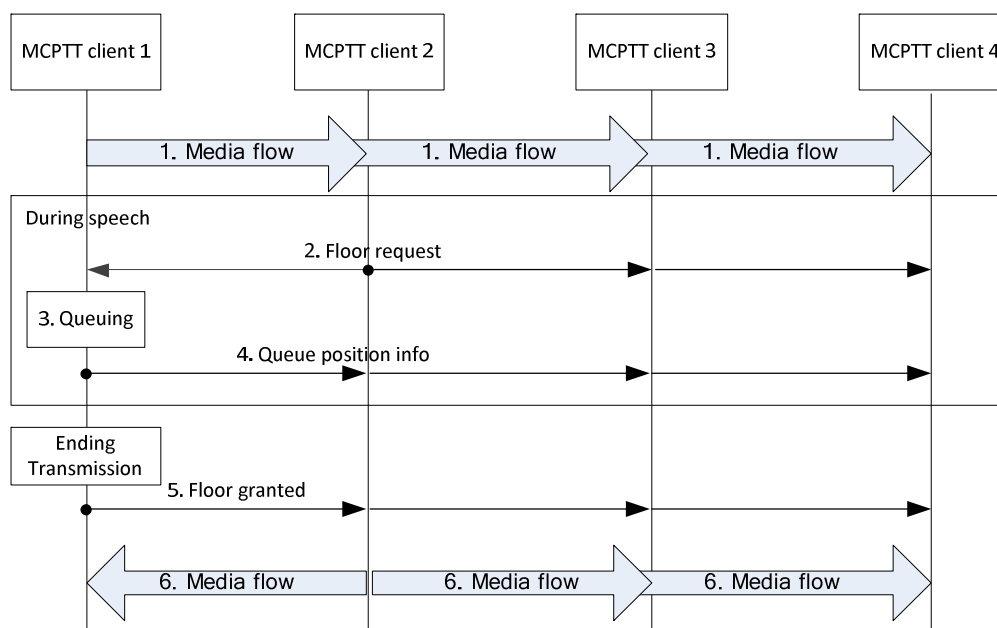 MCPTT client 1
MCPTT client 2
MCPTT client 3
MCPTT client 4
1. Media flow
1. Media flow
1. Media flow
During speech
2. Floor request
3. Queuing
4. Queue position info
Ending
Transmission
5. Floor granted
6. Media flow
6. Media flow
6. Media flow